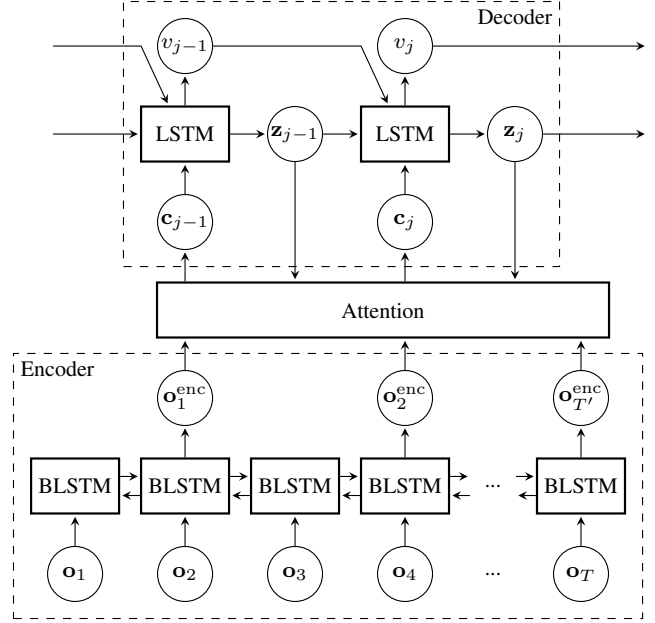 Decoder
v_{j−1} v_j
LSTM z_{j−1} LSTM z_j
c_{j−1} c_j
Attention
Encoder
o_1^{enc} o_2^{enc} o_{T′}^{enc}
BLSTM BLSTM BLSTM BLSTM ... BLSTM
o_1 o_2 o_3 o_4 ... o_T